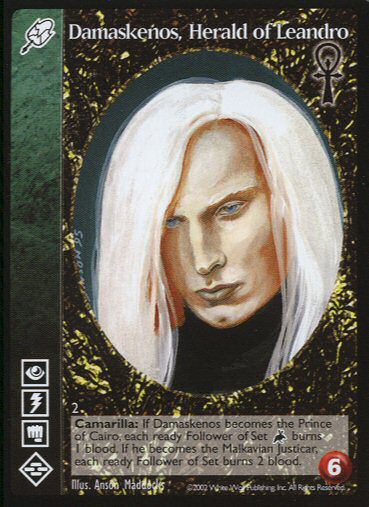 Damaskenos, Herald of Leandro
2.
Camarilla: If Damaskenos becomes the Prince
of Cairo, each ready Follower of Set burns
1 blood. If he becomes the Malkavian Justicar,
each ready Follower of Set burns 2 blood.
6
Illus. Anson Maddocks
©2002 White Wolf Publishing, Inc. All Rights Reserved.